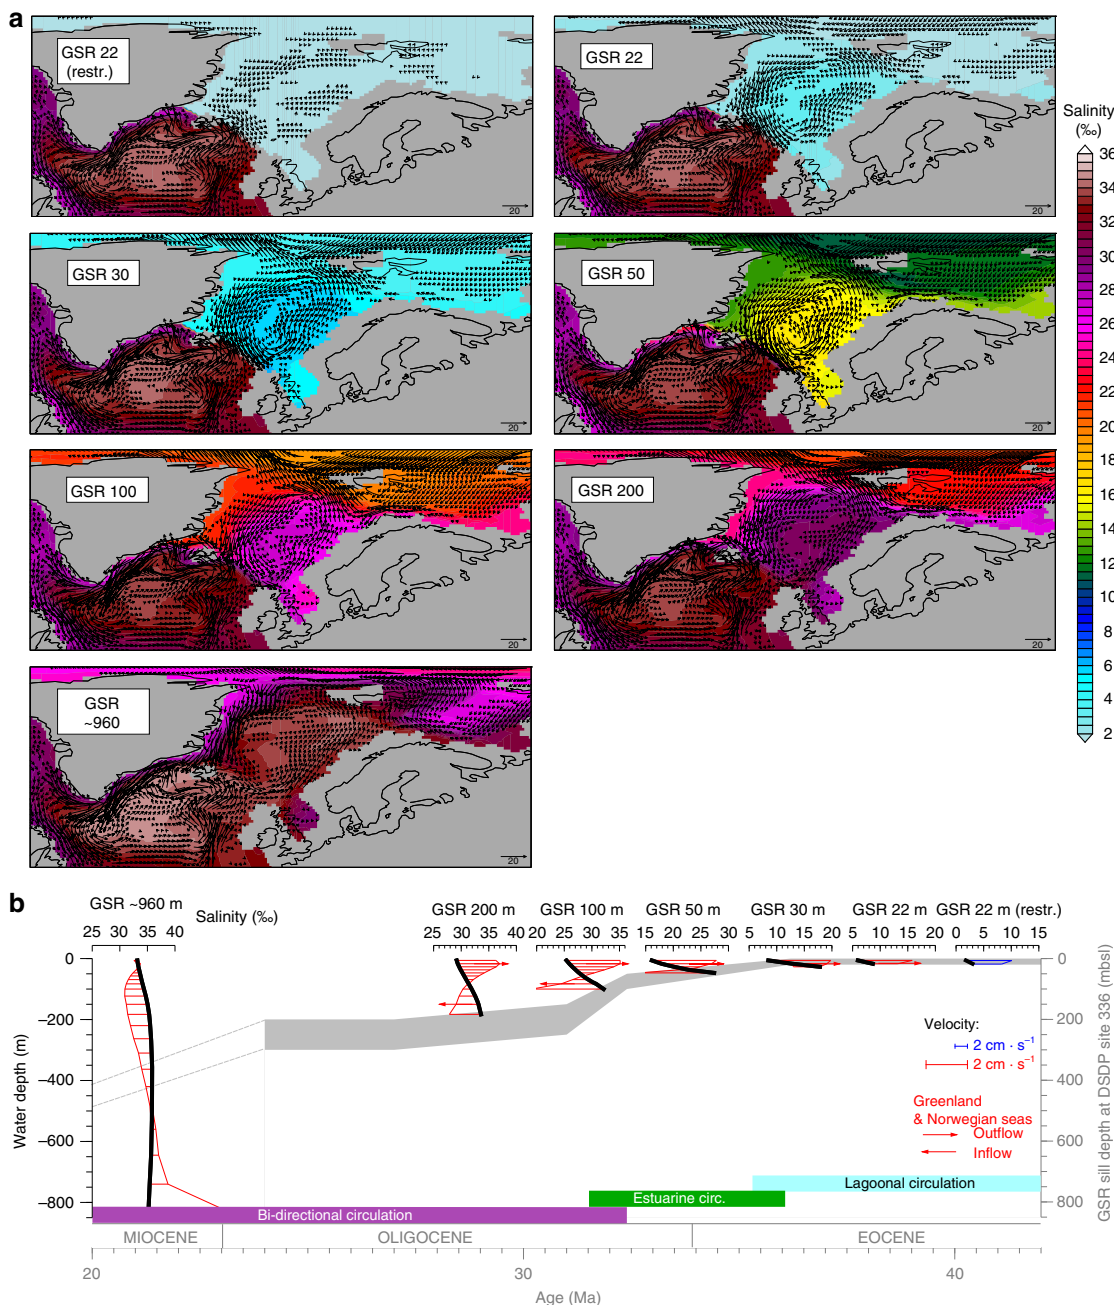 a
GSR 22
(restr.)
20
GSR 22
20
Salinity
(‰)
36
34
32
30
28
26
24
22
20
18
16
14
12
10
8
6
4
2
GSR 30
20
GSR 50
20
GSR 100
20
GSR 200
20
GSR
~960
20
b
GSR ~960 m
Salinity (‰)
25 30 35 40
GSR 200 m
25 30 35 40
GSR 100 m
20 25 30 35
GSR 50 m
15 20 25 30
GSR 30 m
5 10 15 20
GSR 22 m
5 10 15 20
GSR 22 m (restr.)
0 5 10 15
Water depth (m)
0
−200
−400
−600
−800
0
200
400
600
800
GSR sill depth at DSDP site 336 (mbsl)
Velocity:
2 cm · s−1
2 cm · s−1
Greenland
& Norwegian seas
Outflow
Inflow
Lagoonal circulation
Estuarine circ.
Bi-directional circulation
MIOCENE OLIGOCENE EOCENE
20 30 40
Age (Ma)